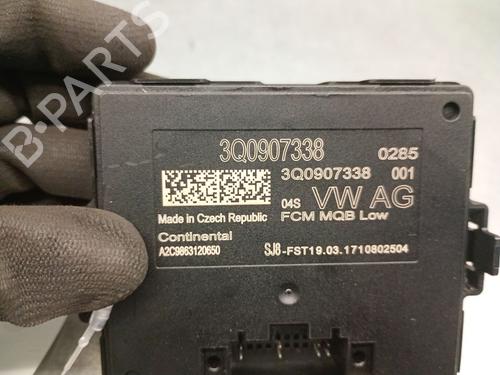 3Q0907338
0285
3Q0907338 001
04S VW AG
Made in Czech Republic
FCM MQB Low
Continental
A2C9863120650
SJ8-FST19.03.1710802504
B-PARTS